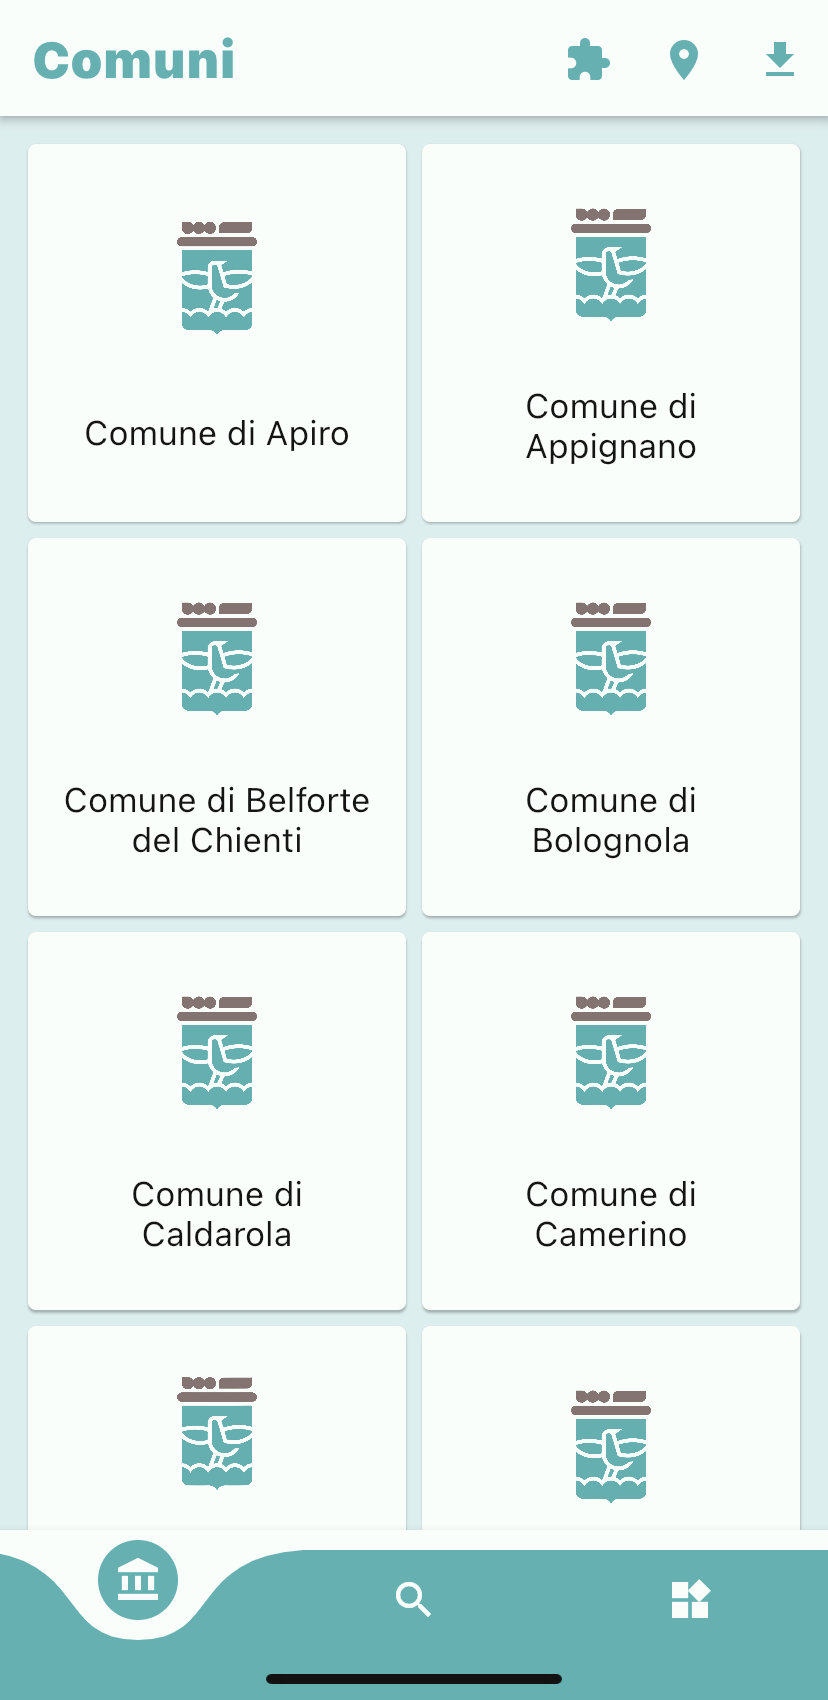 Comuni
Comune di Apiro
Comune di
Appignano
Comune di Belforte
del Chienti
Comune di
Bolognola
Comune di
Caldarola
Comune di
Camerino